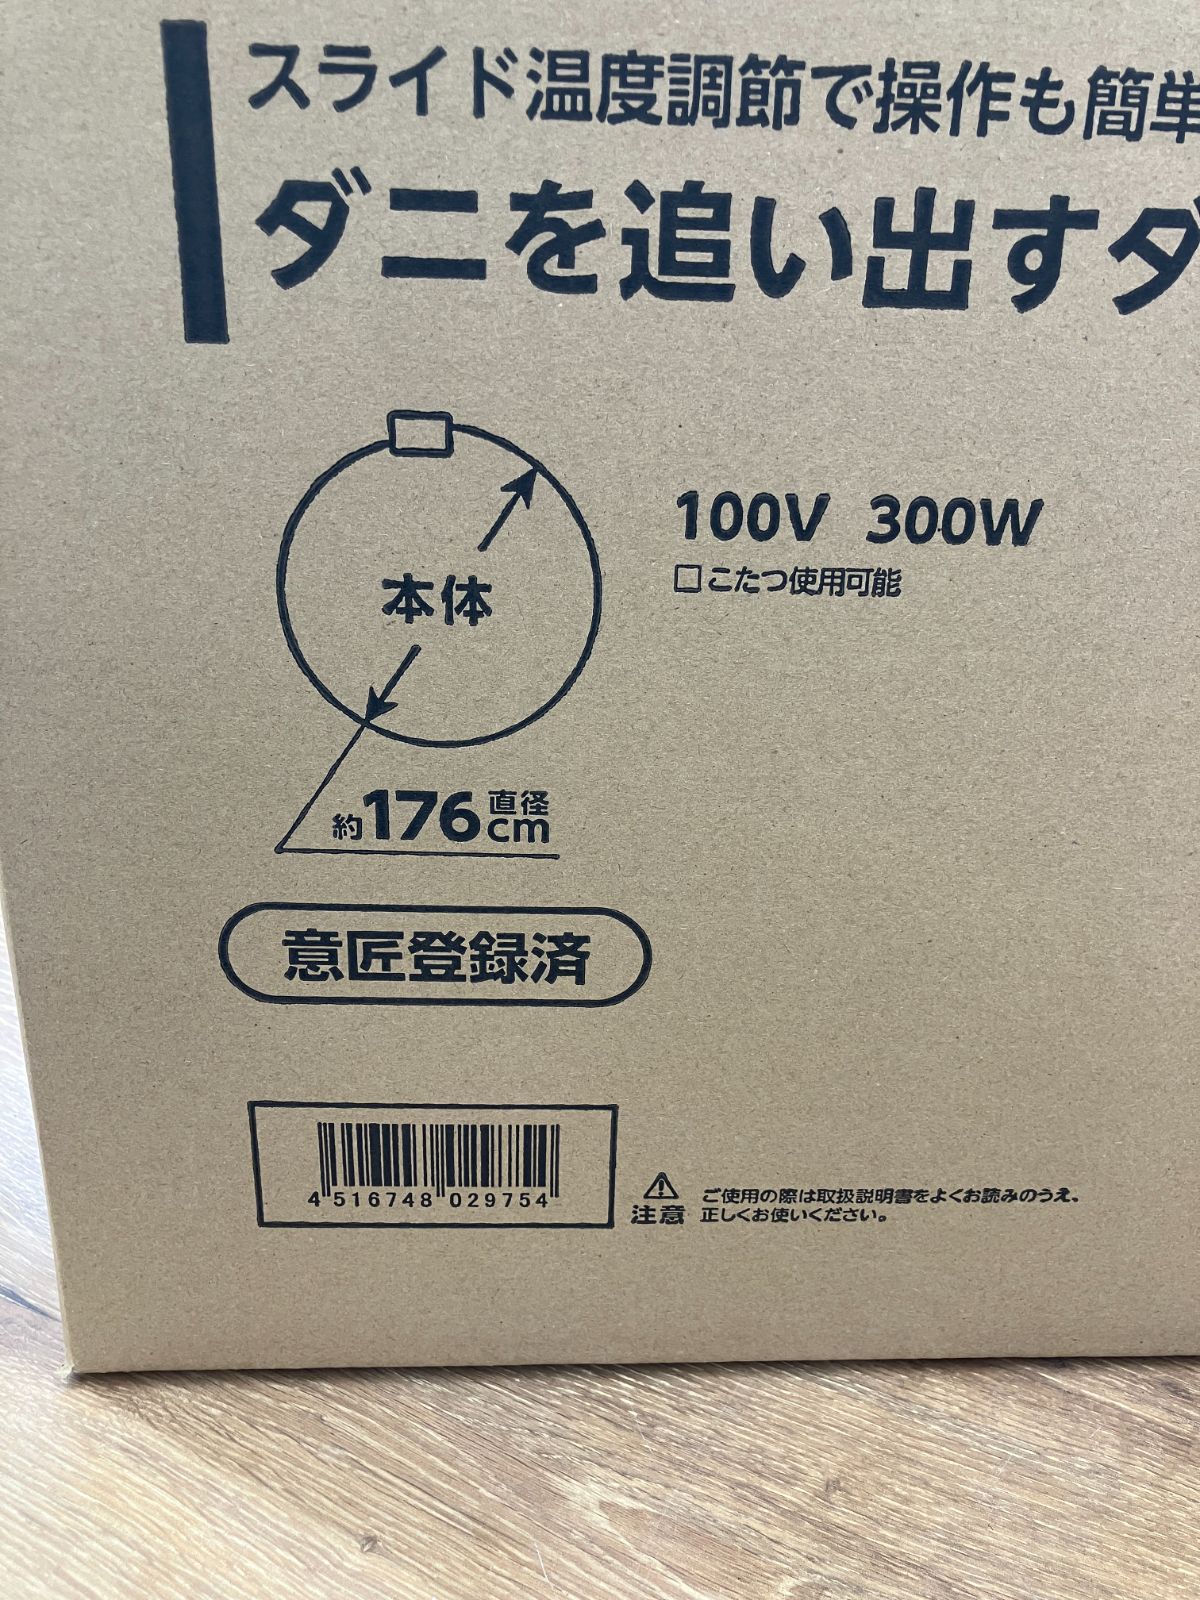 スライド温度調節で操作も簡単
ダニを追い出すダ
本体
100V 300W
□こたつ使用可能
約176直径cm
意匠登録済
4 516748 029754
注意 ご使用の際は取扱説明書をよくお読みのうえ、
正しくお使いください。